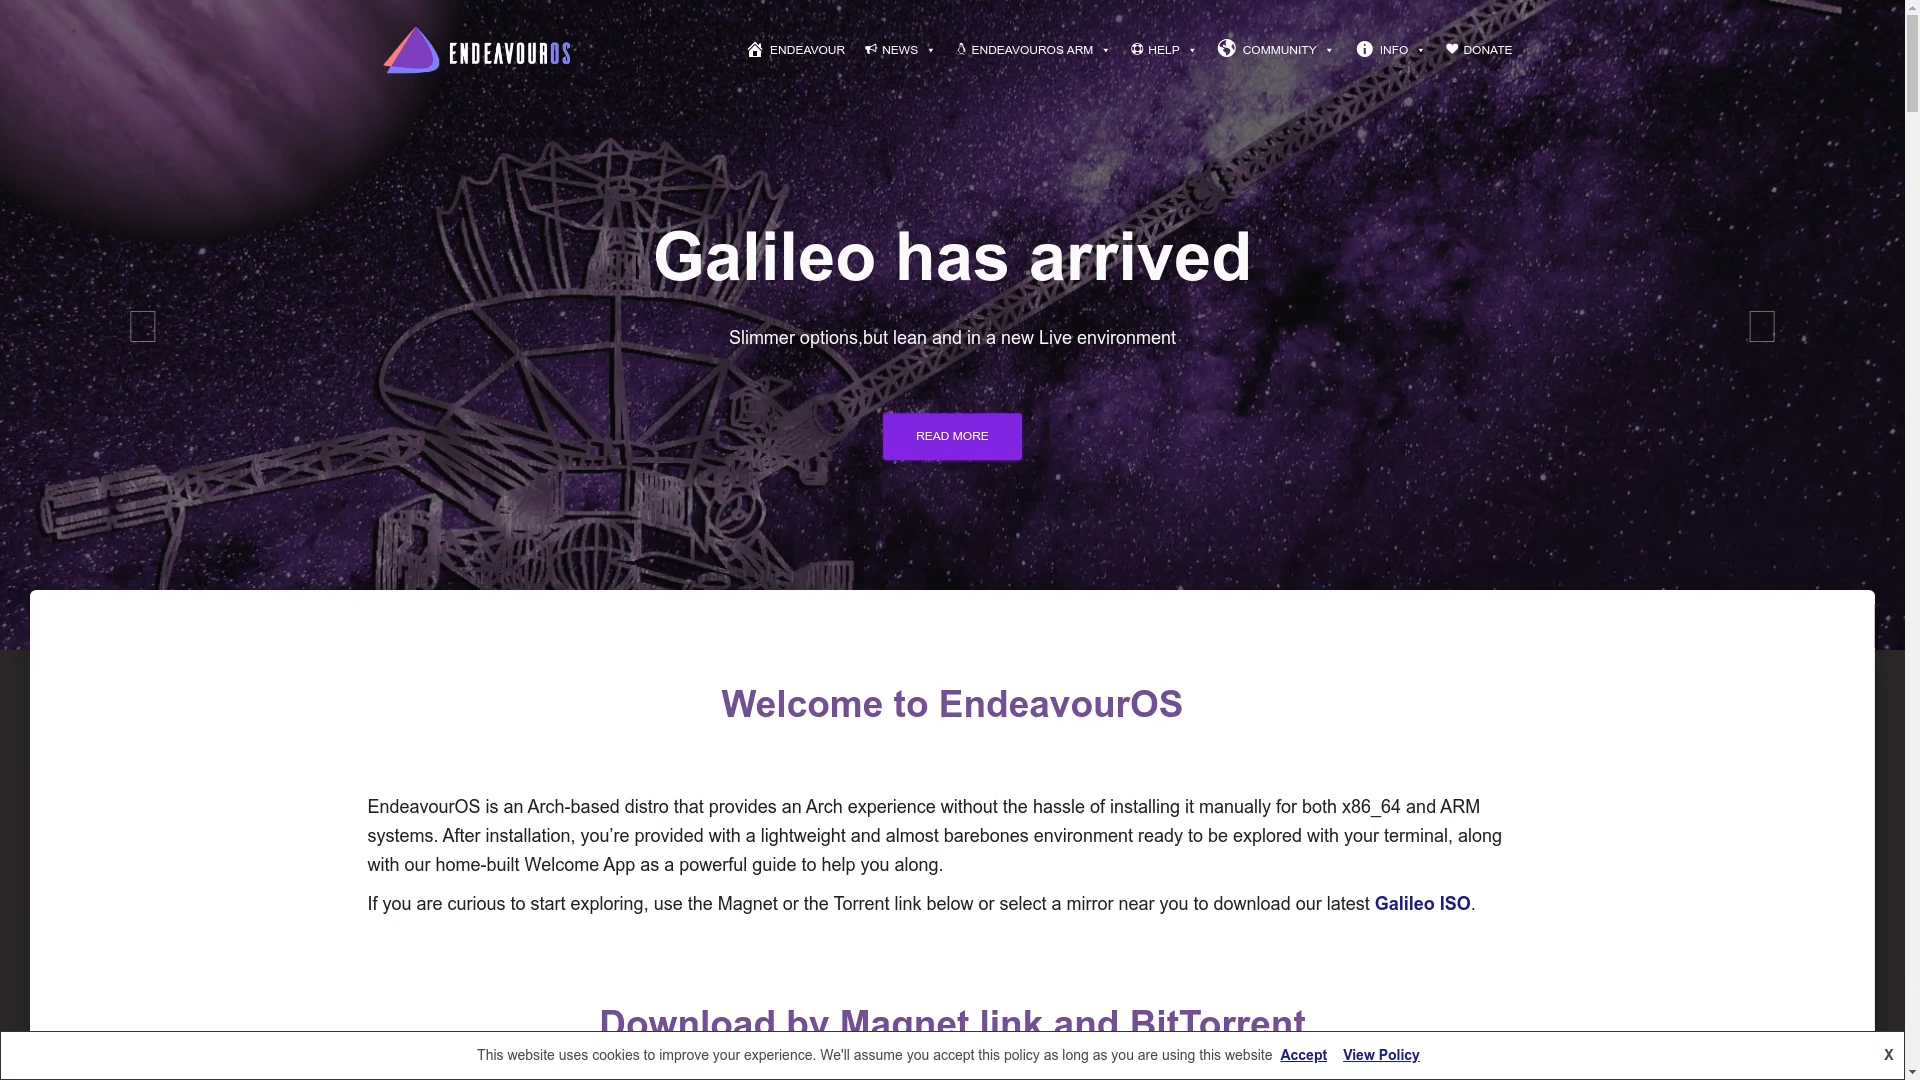 ENDEAVOUROS
ENDEAVOUR
NEWS
ENDEAVOUROS ARM
HELP
COMMUNITY
INFO
DONATE
Galileo has arrived
Slimmer options,but lean and in a new Live environment
READ MORE
Welcome to EndeavourOS
EndeavourOS is an Arch-based distro that provides an Arch experience without the hassle of installing it manually for both x86_64 and ARM
systems. After installation, you’re provided with a lightweight and almost barebones environment ready to be explored with your terminal, along
with our home-built Welcome App as a powerful guide to help you along.
If you are curious to start exploring, use the Magnet or the Torrent link below or select a mirror near you to download our latest Galileo ISO.
Download by Magnet link and BitTorrent
This website uses cookies to improve your experience. We'll assume you accept this policy as long as you are using this website Accept View Policy
X